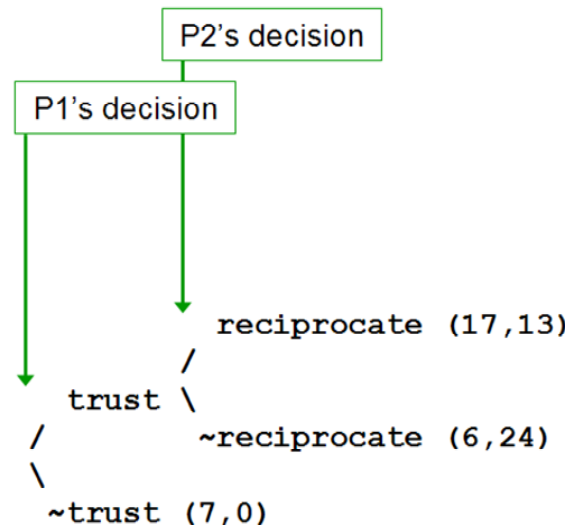 P2's decision
P1's decision
reciprocate (17,13)
/
trust \
/ ~reciprocate (6,24)
\
~trust (7,0)